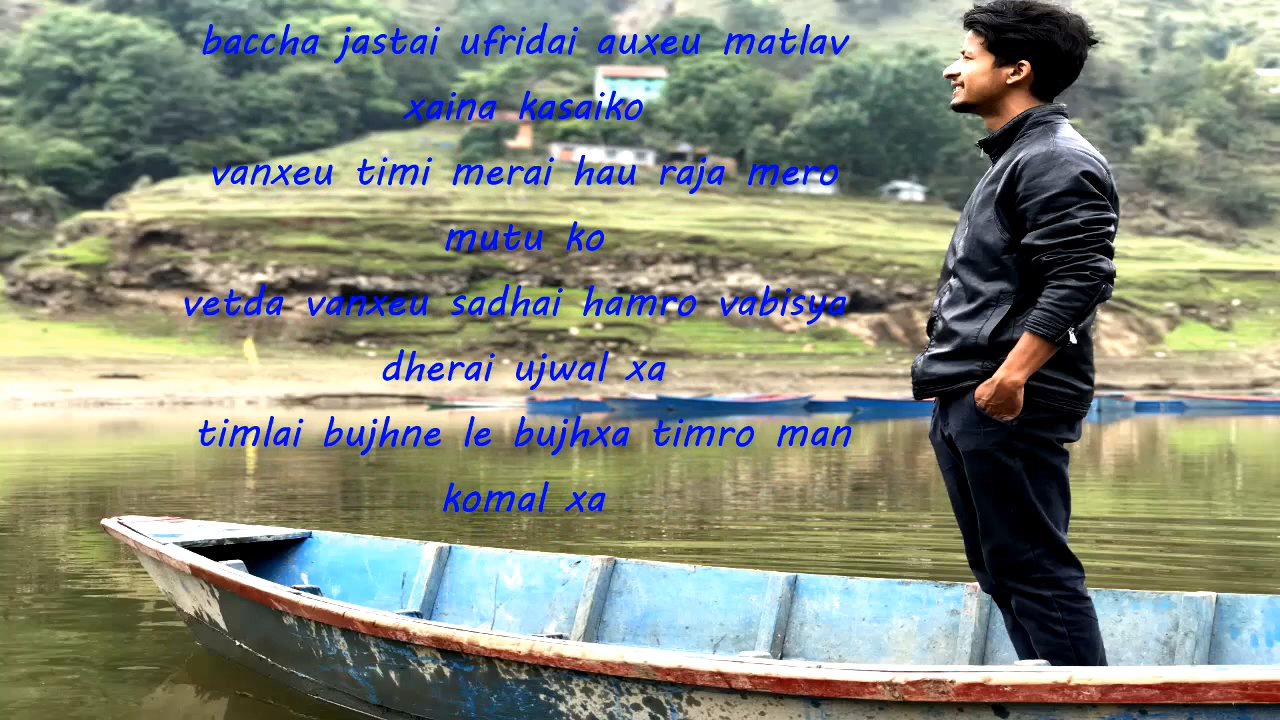 baccha jastai ufridai auxeu matlav
xaina kasaiko
vanxeu timi merai hau raja mero
mutu ko
vetda vanxeu sadhai hamro vabisya
dherai ujwal xa
timlai bujhne le bujhxa timro man
komal xa